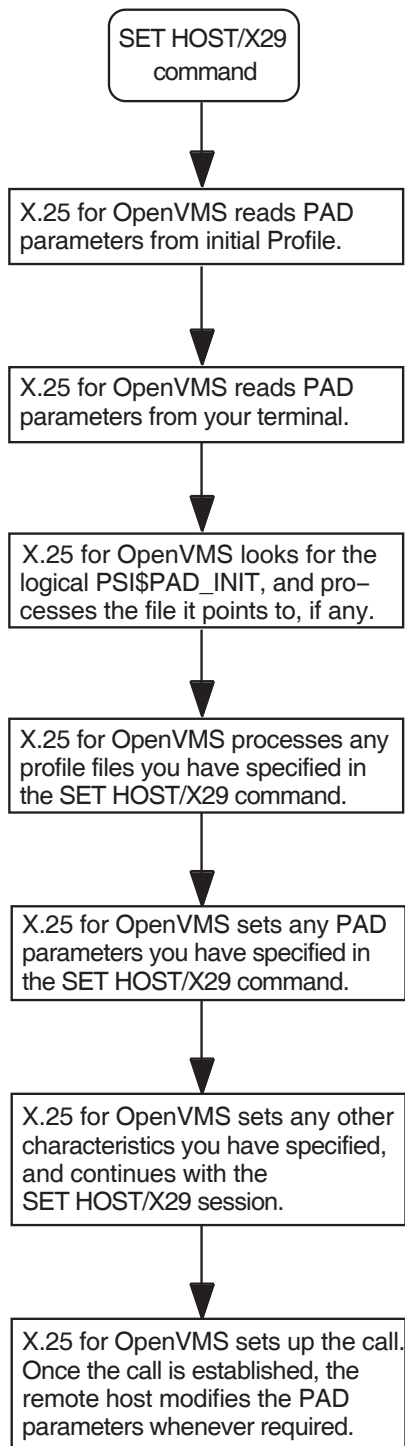 SET HOST/X29
command
X.25 for OpenVMS reads PAD
parameters from initial Profile.
X.25 for OpenVMS reads PAD
parameters from your terminal.
X.25 for OpenVMS looks for the
logical PSI$PAD_INIT, and pro–
cesses the file it points to, if any.
X.25 for OpenVMS processes any
profile files you have specified in
the SET HOST/X29 command.
X.25 for OpenVMS sets any PAD
parameters you have specified in
the SET HOST/X29 command.
X.25 for OpenVMS sets any other
characteristics you have specified,
and continues with the
SET HOST/X29 session.
X.25 for OpenVMS sets up the call.
Once the call is established, the
remote host modifies the PAD
parameters whenever required.